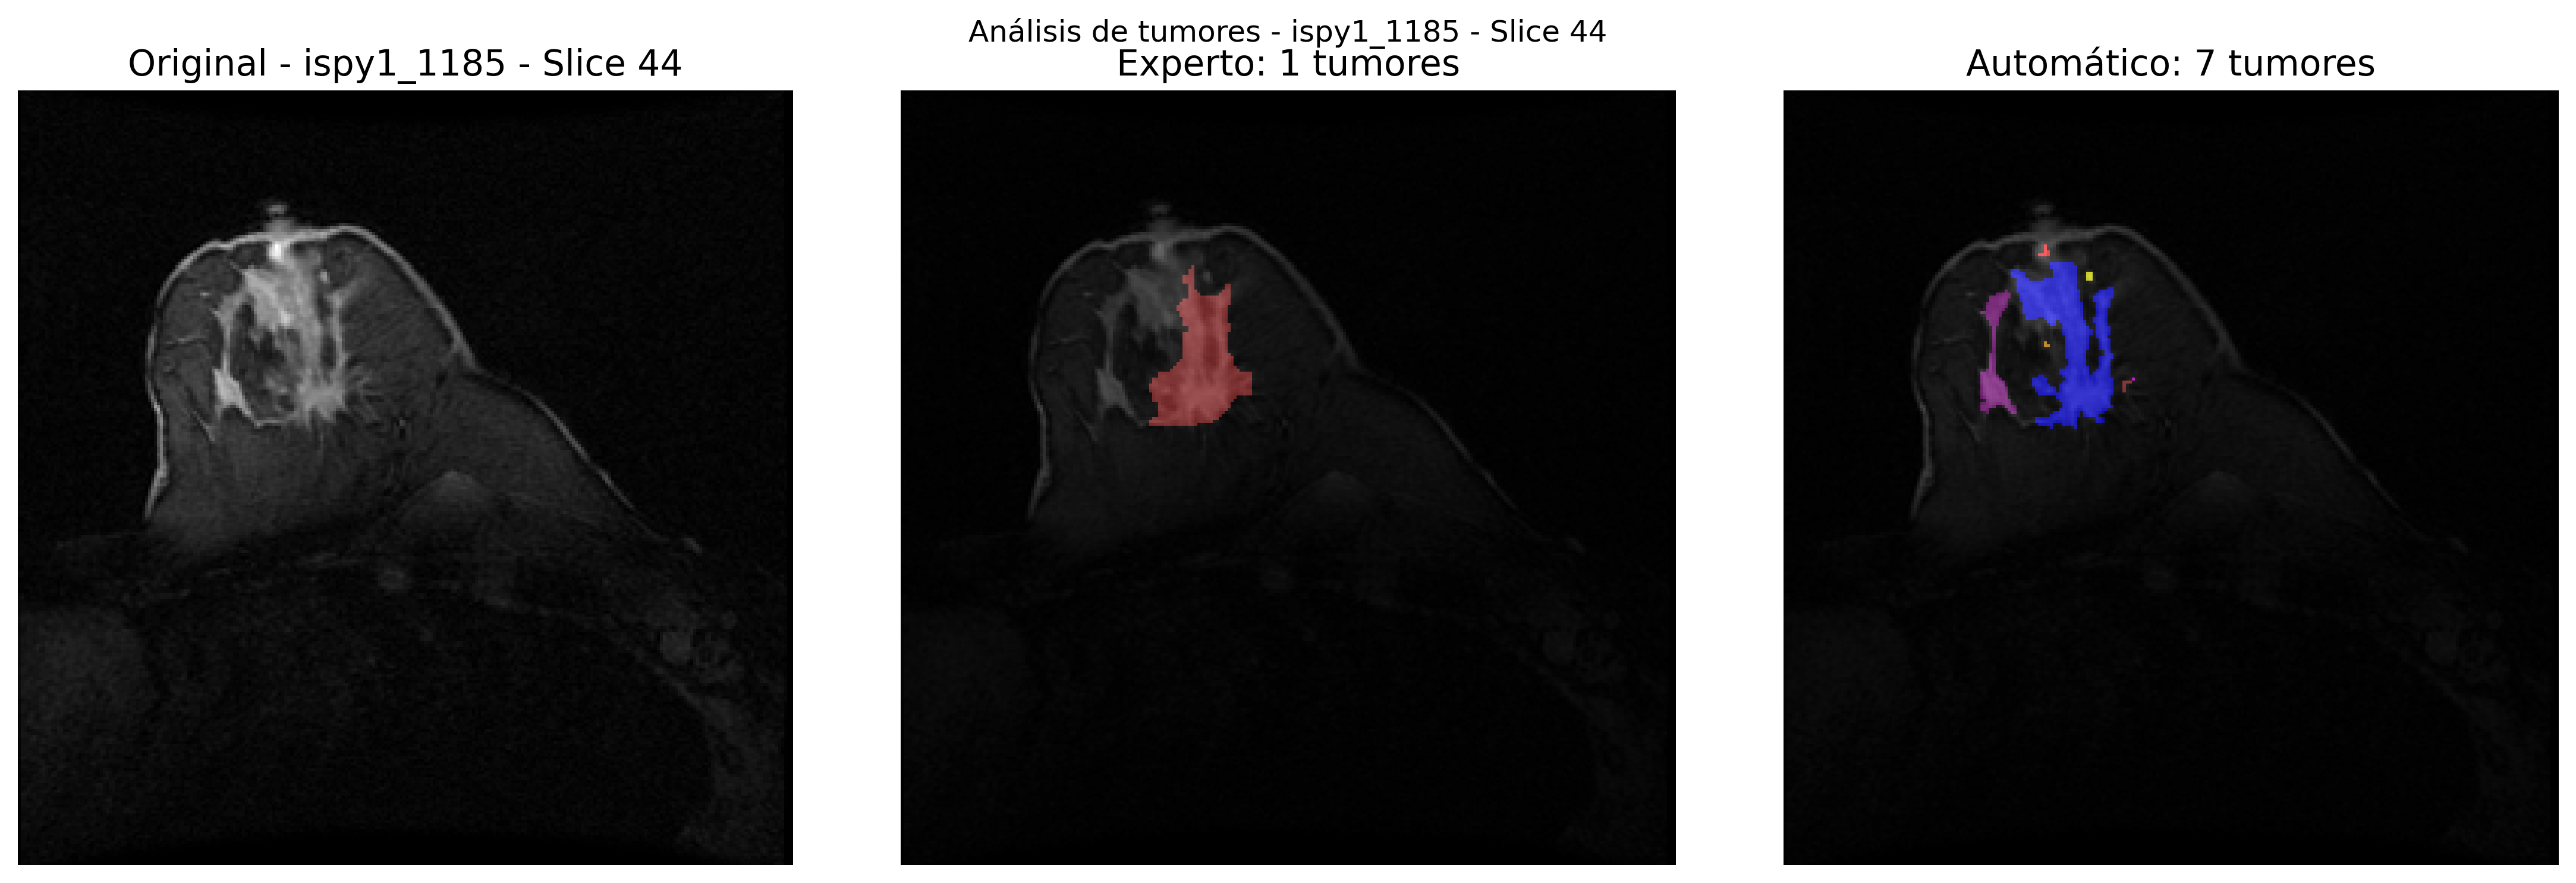 Análisis de tumores - ispy1_1185 - Slice 44
Original - ispy1_1185 - Slice 44
Experto: 1 tumores
Automático: 7 tumores